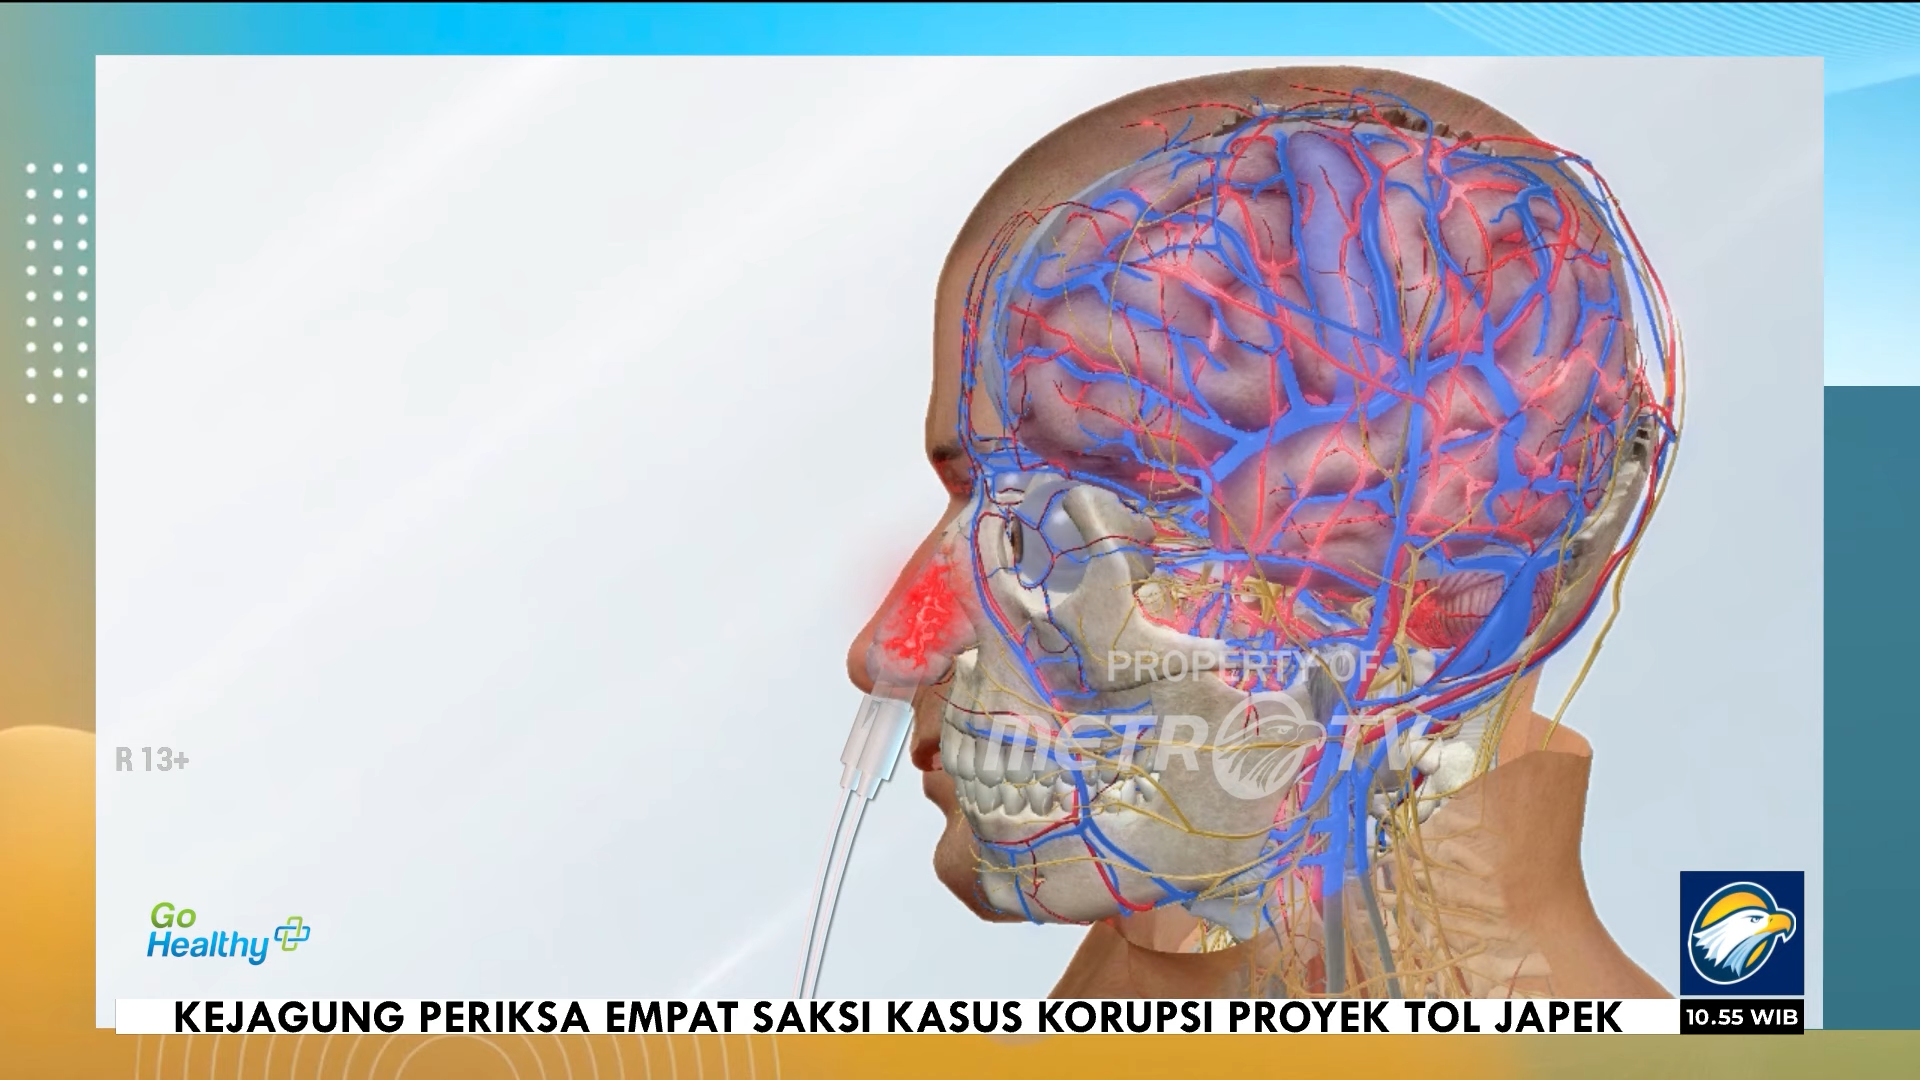 PROPERTY OF
METRO TV
R 13+
Go
Healthy
KEJAGUNG PERIKSA EMPAT SAKSI KASUS KORUPSI PROYEK TOL JAPEK
10.55 WIB